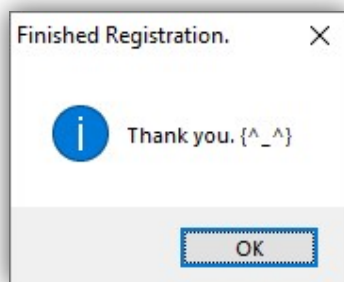 Finished Registration.
Thank you. {^_^}
OK